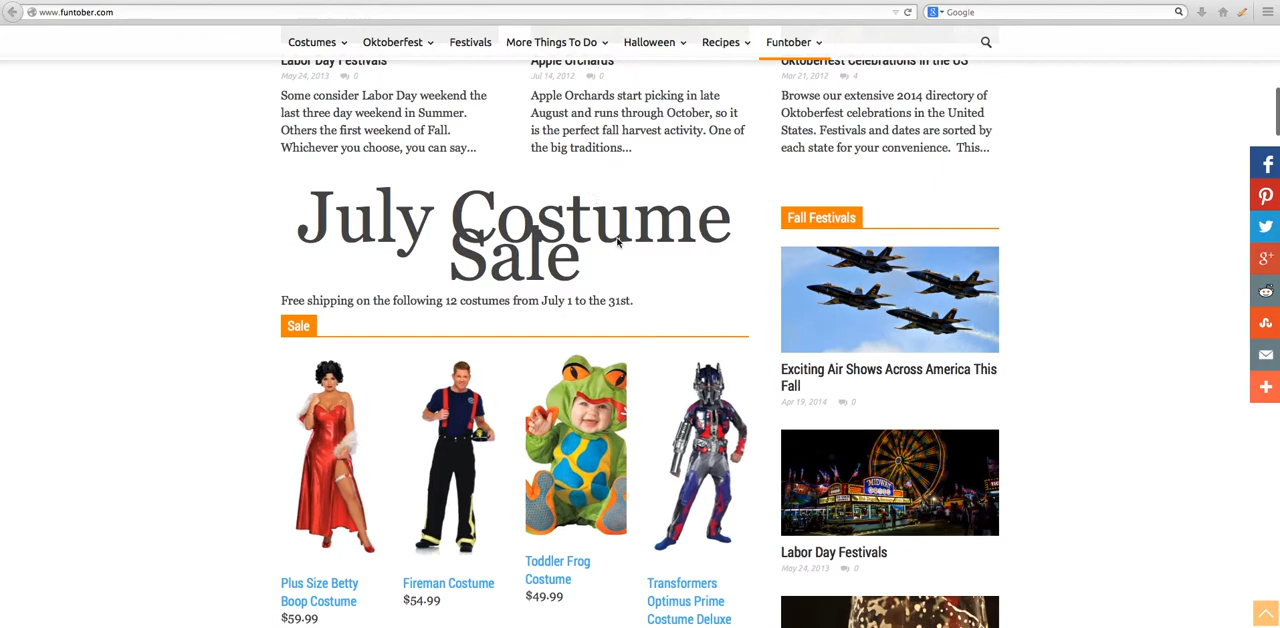 www.funtober.com
Google
Costumes
Oktoberfest
Festivals
More Things To Do
Halloween
Recipes
Funtober
Labor Day Festivals
May 24, 2013 0
Some consider Labor Day weekend the
last three day weekend in Summer.
Others the first weekend of Fall.
Whichever you choose, you can say...
Apple Orchards
Jul 14, 2012 0
Apple Orchards start picking in late
August and runs through October, so it
is the perfect fall harvest activity. One of
the big traditions...
Oktoberfest Celebrations in the US
Mar 21, 2012 4
Browse our extensive 2014 directory of
Oktoberfest celebrations in the United
States. Festivals and dates are sorted by
each state for your convenience. This...
July Costume
Sale
Free shipping on the following 12 costumes from July 1 to the 31st.
Sale
Plus Size Betty
Boop Costume
$59.99
Fireman Costume
$54.99
Toddler Frog
Costume
$49.99
Transformers
Optimus Prime
Costume Deluxe
Fall Festivals
Exciting Air Shows Across America This
Fall
Apr 19, 2014 0
MIDWAY
Labor Day Festivals
May 24, 2013 0